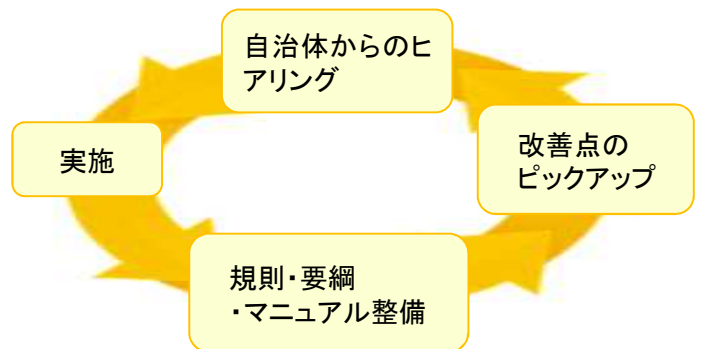 自治体からのヒ
アリング
実施
改善点の
ピックアップ
規則・要綱
・マニュアル整備